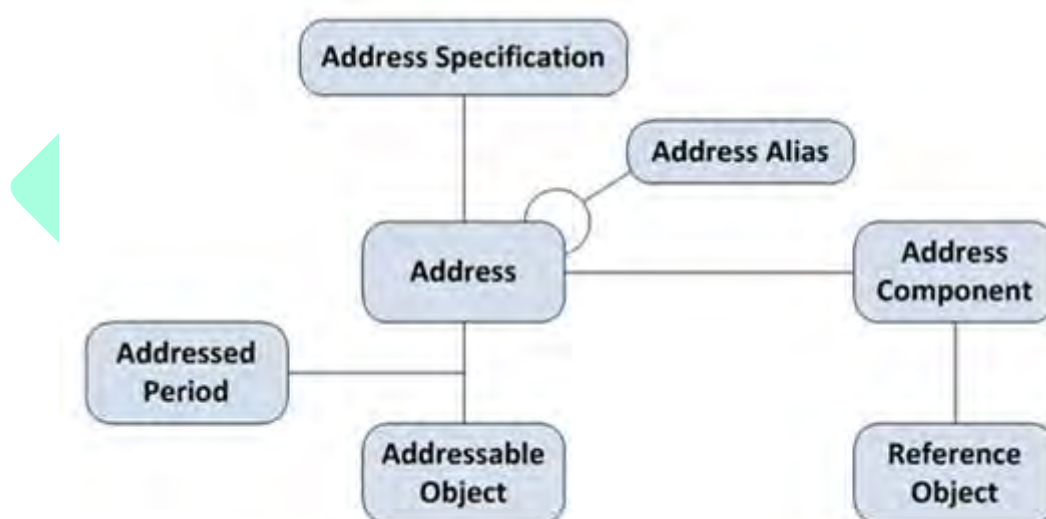 Address Specification
Address Alias
Address
Address
Component
Addressed
Period
Addressable
Object
Reference
Object